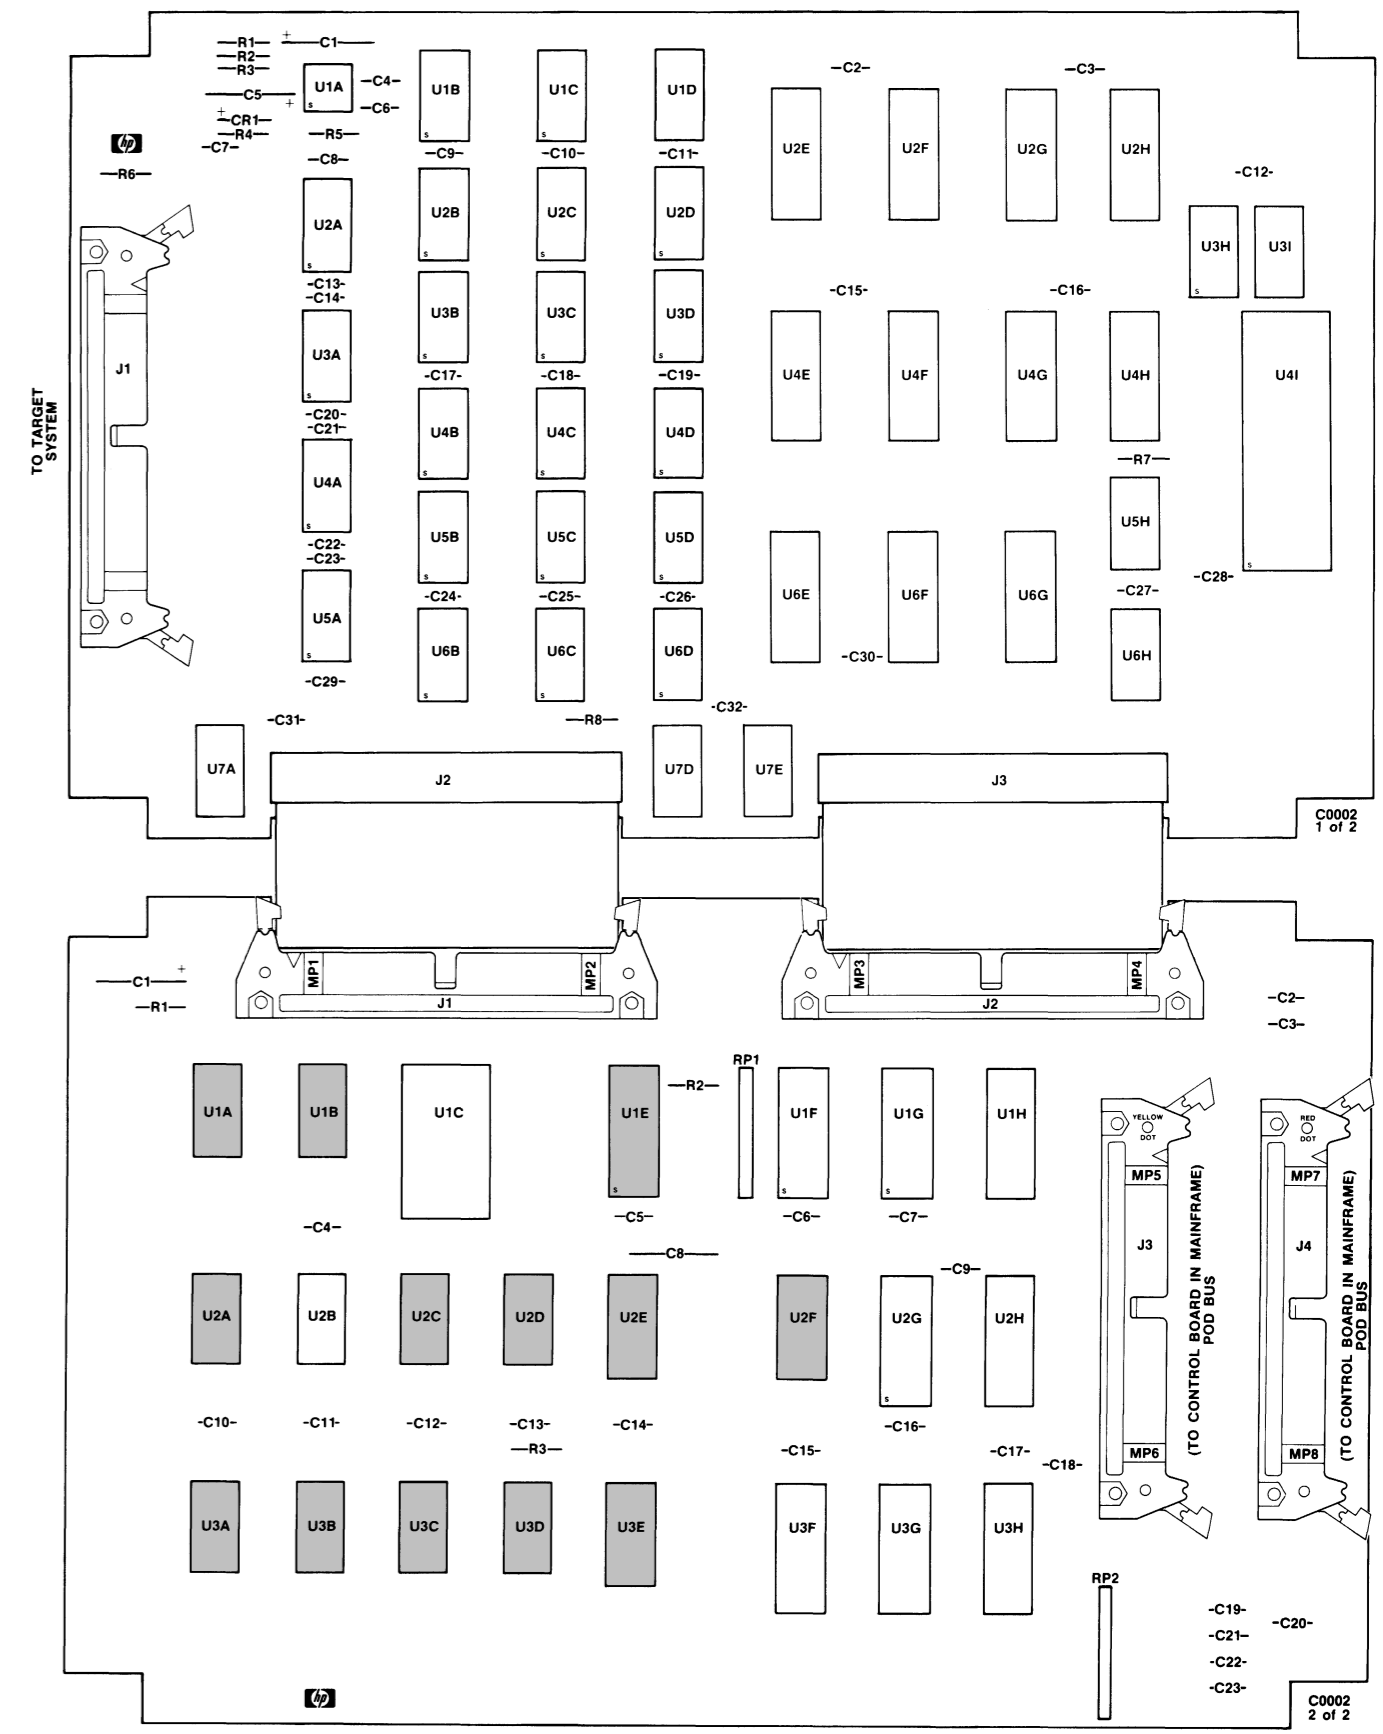 R1 + C1
R2
R3
C5 +
U1A
s
C4
C6
+ CR1
R4
R5
C7
C8
hp
R6
U1B
s
U1C
s
U1D
C2
C3
U2E
U2F
U2G
U2H
C9
C10
C11
C12
U2A
s
U2B
s
U2C
s
U2D
s
U3H
s
U3I
C13
C14
U3B
s
U3C
s
U3D
s
C15
C16
J1
U3A
s
C17
C18
C19
U4E
U4F
U4G
U4H
U4I
s
TO TARGET
SYSTEM
C20
C21
U4A
s
U4B
s
U4C
s
U4D
s
R7
C22
C23
U5B
s
U5C
s
U5D
s
U5H
C28
C27
U5A
s
C24
C25
C26
U6E
U6F
U6G
U6B
s
U6C
s
U6D
s
C30
U6H
C29
C31
R8
C32
U7A
J2
U7D
U7E
J3
C0002
1 of 2
C1 +
R1
MP1
MP2
J1
MP3
MP4
J2
C2
C3
U1A
U1B
U1C
U1E
s
R2
RP1
U1F
s
U1G
s
U1H
YELLOW
DOT
MP5
J3
MP6
(TO CONTROL BOARD IN MAINFRAME)
POD BUS
RED
DOT
MP7
J4
MP8
(TO CONTROL BOARD IN MAINFRAME)
POD BUS
C4
C5
C6
C7
C8
C9
U2A
U2B
U2C
U2D
U2E
U2F
U2G
s
U2H
C10
C11
C12
C13
C14
C16
R3
C15
C17
C18
U3A
U3B
U3C
U3D
U3E
U3F
U3G
U3H
RP2
C19
C20
C21
C22
C23
hp
C0002
2 of 2